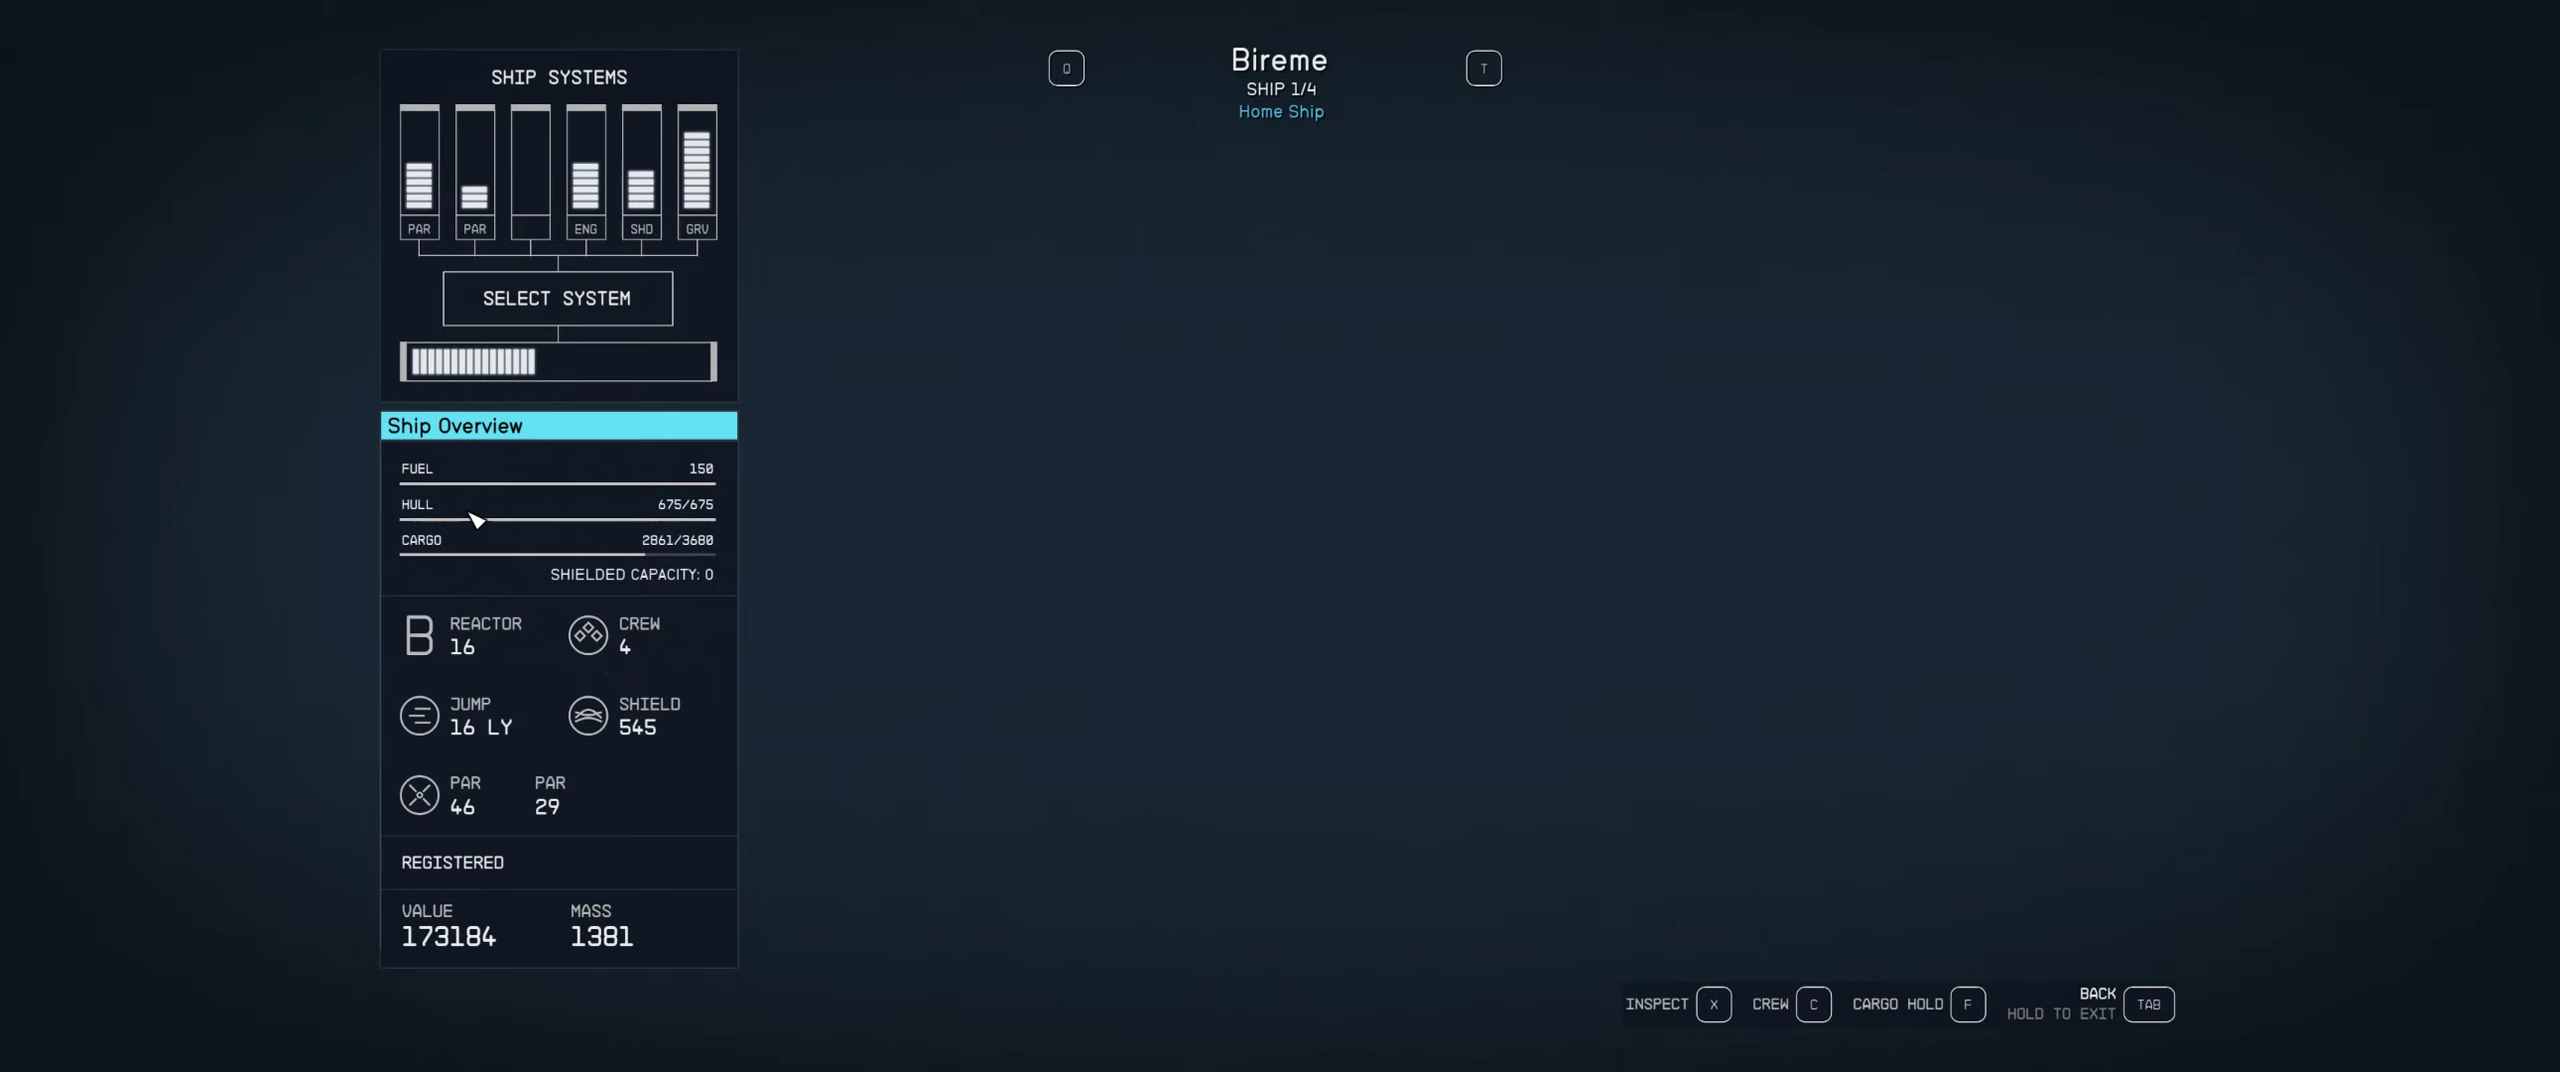 SHIP SYSTEMS
PAR PAR ENG SHD GRV
SELECT SYSTEM
Q Bireme T
SHIP 1/4
Home Ship
Ship Overview
FUEL 150
HULL 675/675
CARGO 2861/3680
SHIELDED CAPACITY: 0
B REACTOR CREW
16 4
JUMP SHIELD
16 LY 545
PAR PAR
46 29
REGISTERED
VALUE MASS
173184 1381
INSPECT X CREW C CARGO HOLD F BACK TAB
HOLD TO EXIT